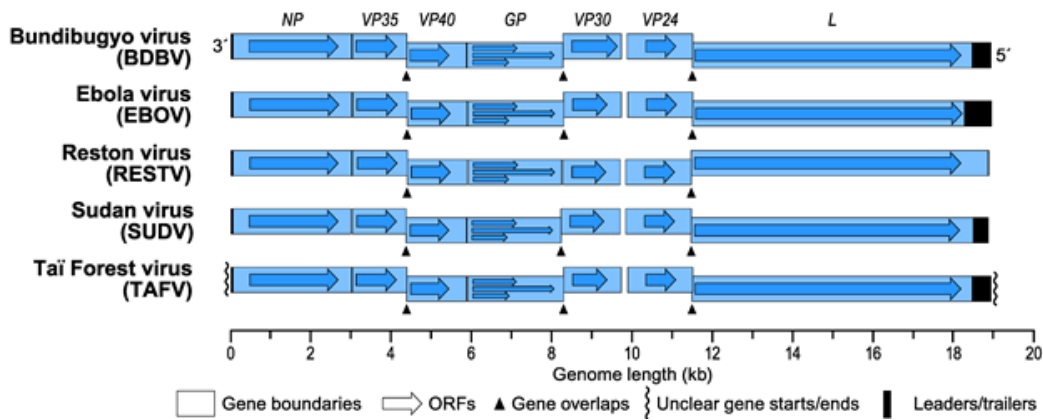 NP VP35 VP40 GP VP30 VP24 L
Bundibugyo virus
(BDBV)
3´ 5´
Ebola virus
(EBOV)
Reston virus
(RESTV)
Sudan virus
(SUDV)
Taï Forest virus
(TAFV)
0 2 4 6 8 10 12 14 16 18 20
Genome length (kb)
Gene boundaries ORFs Gene overlaps Unclear gene starts/ends Leaders/trailers